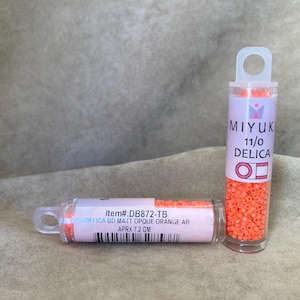 MIYUKI
11/0
DELICA
Item#:DB872-TB
DELICA BD MATT OPQUE ORANGE AB
APRX 7.2 GM